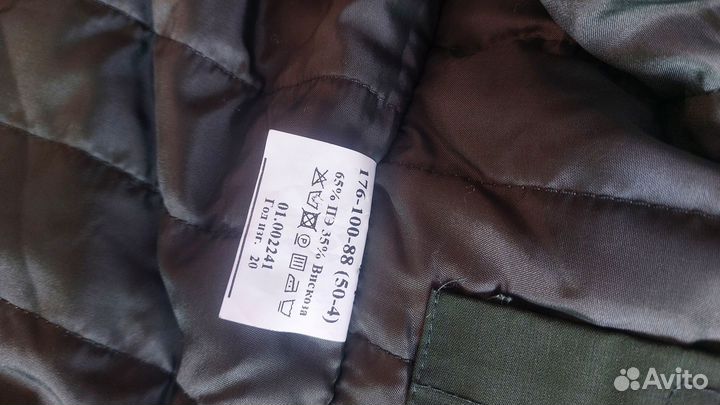 176-100-88 (50-4)
65% ПЭ 35% Вискоза
01.002241
Год изг. 20
Avito